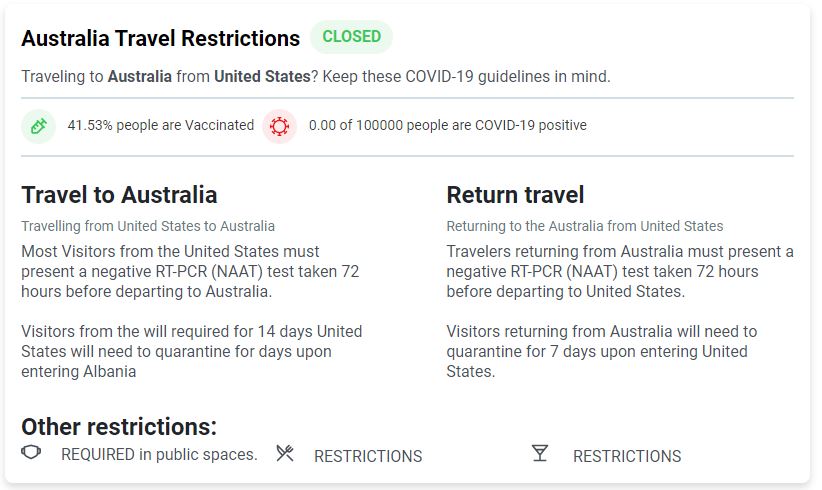 Australia Travel Restrictions CLOSED
Traveling to Australia from United States? Keep these COVID-19 guidelines in mind.
41.53% people are Vaccinated 0.00 of 100000 people are COVID-19 positive
Travel to Australia
Travelling from United States to Australia
Most Visitors from the United States must
present a negative RT-PCR (NAAT) test taken 72
hours before departing to Australia.
Visitors from the will required for 14 days United
States will need to quarantine for days upon
entering Albania
Return travel
Returning to the Australia from United States
Travelers returning from Australia must present a
negative RT-PCR (NAAT) test taken 72 hours
before departing to United States.
Visitors returning from Australia will need to
quarantine for 7 days upon entering United
States.
Other restrictions:
REQUIRED in public spaces. RESTRICTIONS RESTRICTIONS